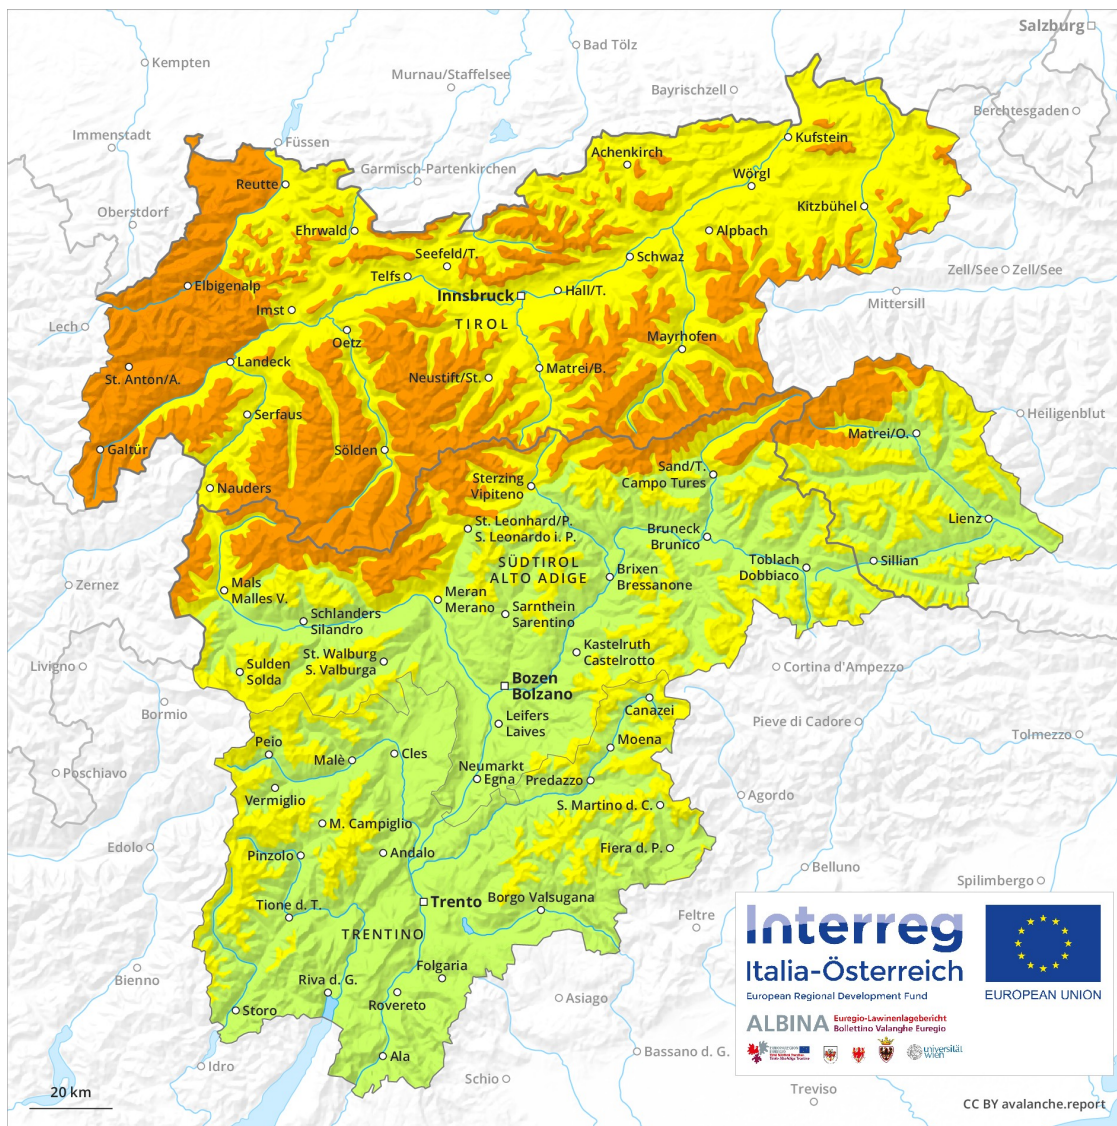 Salzburg
Bad Tölz
Kempten
Murnau/Staffelsee
Bayrischzell
Berchtesgaden
Immenstadt
Füssen
Kufstein
Achenkirch
Garmisch-Partenkirchen
Wörgl
Reutte
Kitzbühel
Oberstdorf
Ehrwald
Alpbach
Seefeld/T.
Schwaz
Telfs
Zell/See
Zell/See
Elbigenalp
Hall/T.
Innsbruck
Mittersill
Imst
TIROL
Lech
Oetz
Mayrhofen
Landeck
Matrei/B.
St. Anton/A.
Neustift/St.
Serfaus
Heiligenblut
Matrei/O.
Galtür
Sölden
Sand/T.
Campo Tures
Sterzing
Vipiteno
Nauders
Lienz
St. Leonhard/P.
S. Leonardo i. P.
Bruneck
Brunico
SÜDTIROL
ALTO ADIGE
Toblach
Dobbiaco
Sillian
Brixen
Bressanone
Zernez
Mals
Malles V.
Meran
Merano
Sarnthein
Sarentino
Schlanders
Silandro
Kastelruth
Castelrotto
St. Walburg
S. Valburga
Livigno
Sulden
Solda
Cortina d'Ampezzo
Bozen
Bolzano
Bormio
Canazei
Leifers
Laives
Pieve di Cadore
Tolmezzo
Peio
Moena
Malè
Cles
Neumarkt
Egna
Predazzo
Poschiavo
Vermiglio
Agordo
S. Martino d. C.
M. Campiglio
Edolo
Pinzolo
Andalo
Fiera d. P.
Belluno
Spilimbergo
Trento
Borgo Valsugana
Tione d. T.
Feltre
TRENTINO
Folgaria
Bienno
Riva d. G.
Rovereto
Asiago
Storo
Ala
Bassano d. G.
Idro
Schio
Treviso
20 km
Interreg
Italia-Österreich
European Regional Development Fund
EUROPEAN UNION
ALBINA
Euregio-Lawinenlagebericht
Bollettino Valanghe Euregio
universität
wien
CC BY avalanche.report